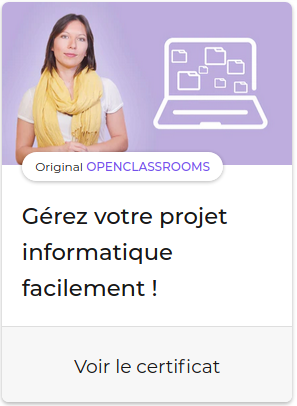 Original OPENCLASSROOMS
Gérez votre projet
informatique
facilement !
Voir le certificat